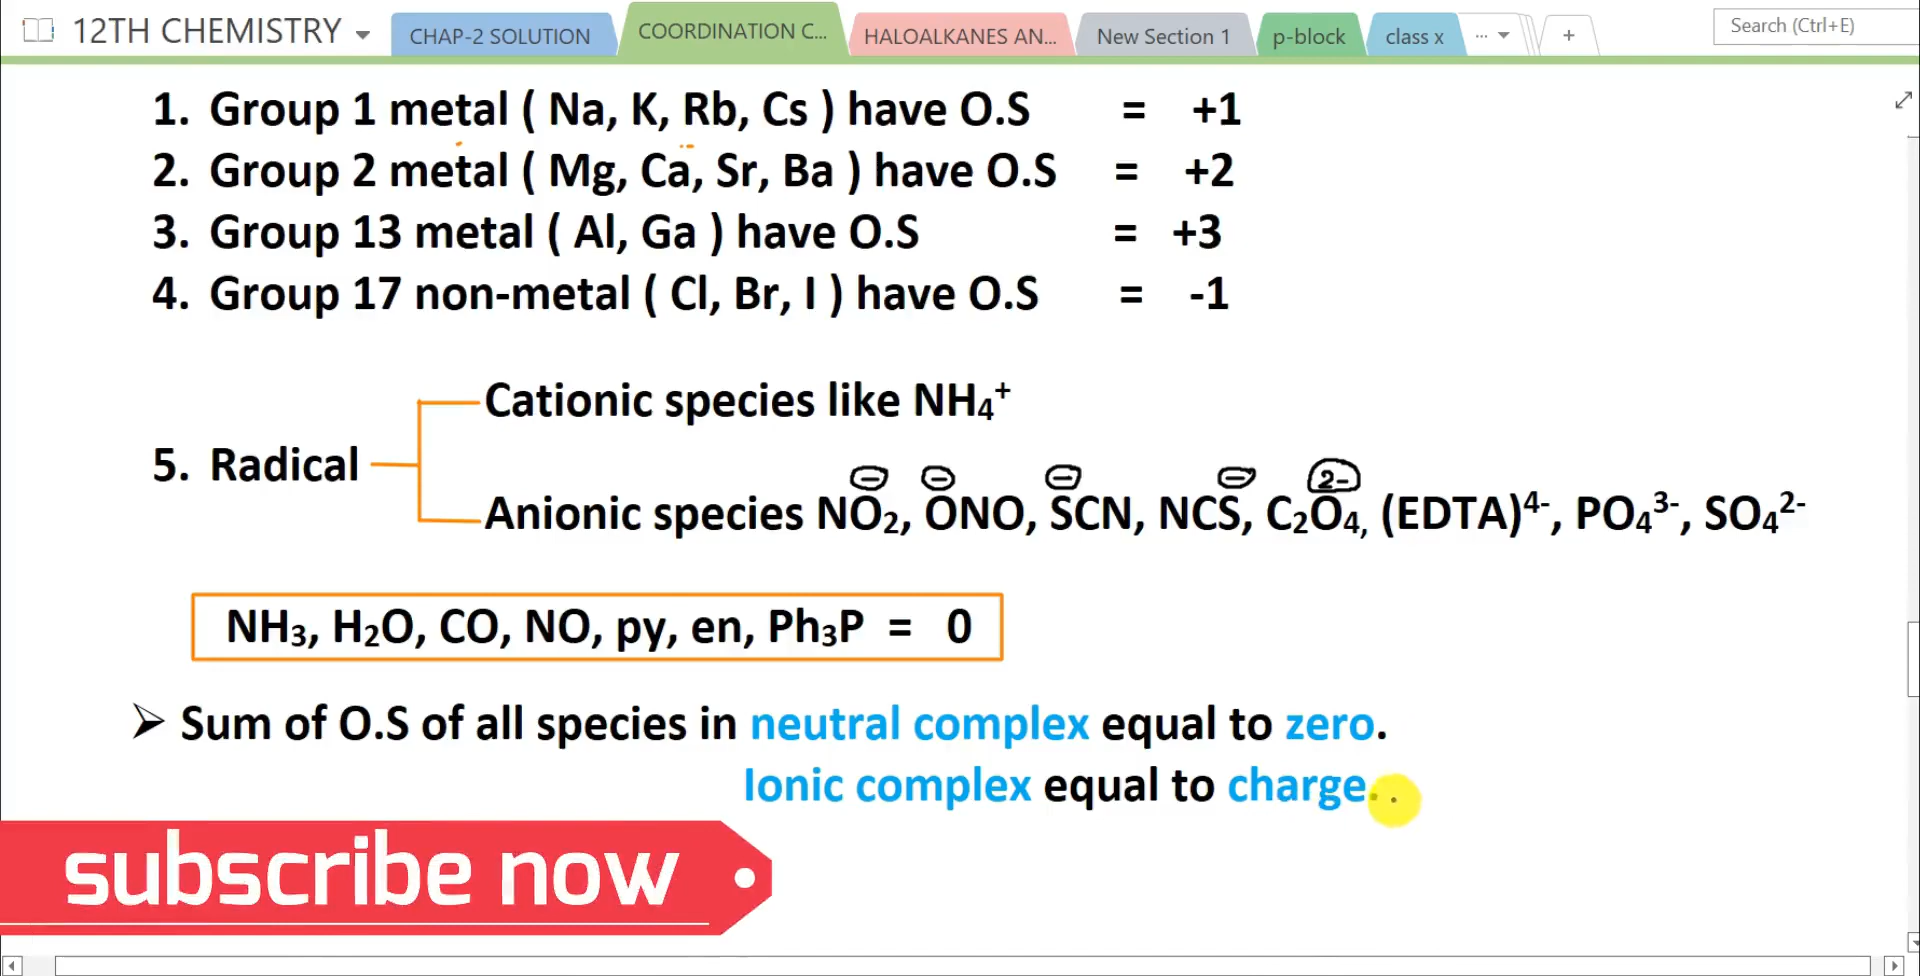 12TH CHEMISTRY
CHAP-2 SOLUTION
COORDINATION C...
HALOALKANES AN...
New Section 1
p-block
class x
...
+
Search (Ctrl+E)
1. Group 1 metal ( Na, K, Rb, Cs ) have O.S = +1
2. Group 2 metal ( Mg, Ca, Sr, Ba ) have O.S = +2
3. Group 13 metal ( Al, Ga ) have O.S = +3
4. Group 17 non-metal ( Cl, Br, I ) have O.S = -1
Cationic species like NH₄⁺
5. Radical
− − − − 2-
Anionic species NO₂, ONO, SCN, NCS, C₂O₄, (EDTA)⁴⁻, PO₄³⁻, SO₄²⁻
NH₃, H₂O, CO, NO, py, en, Ph₃P = 0
➢ Sum of O.S of all species in neutral complex equal to zero.
Ionic complex equal to charge.
subscribe now